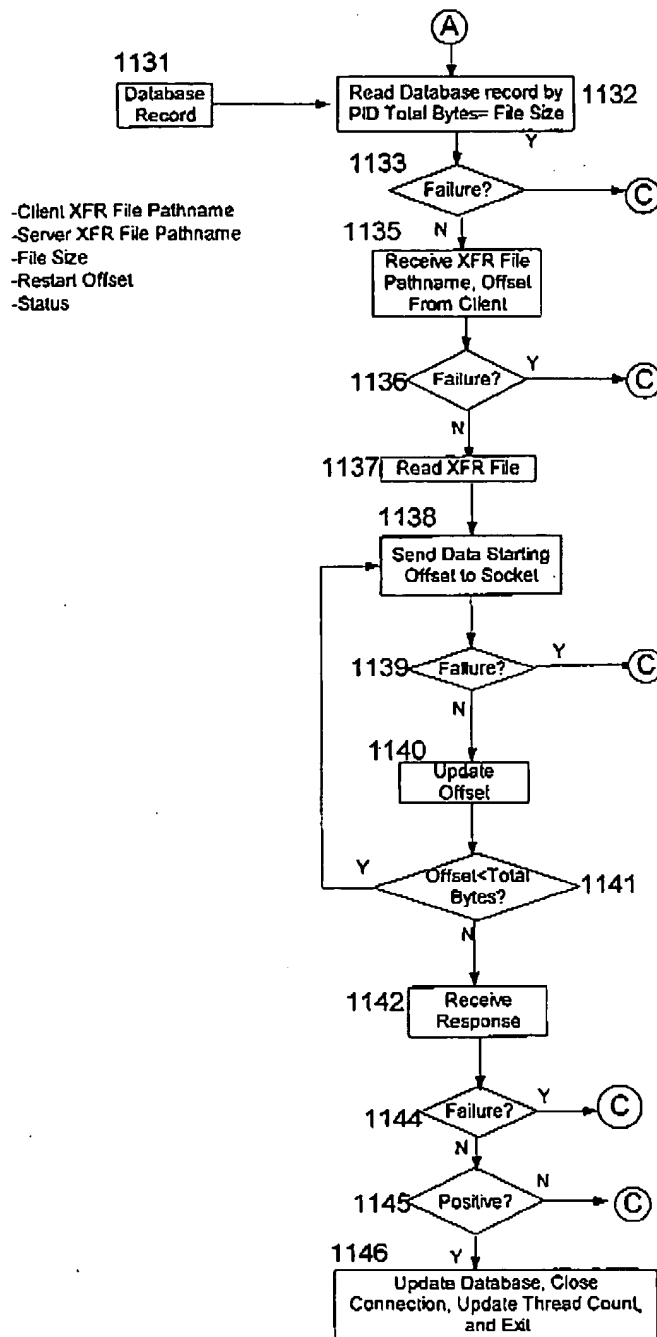 A
1131
Database
Record
Read Database record by
PID Total Bytes= File Size
1132
Y
1133
Failure?
C
-Client XFR File Pathname
-Server XFR File Pathname
-File Size
-Restart Offset
-Status
N
1135
Receive XFR File
Pathname, Offset
From Client
1136
Failure?
Y
C
N
1137
Read XFR File
1138
Send Data Starting
Offset to Socket
1139
Failure?
Y
C
N
1140
Update
Offset
Y
Offset<Total
Bytes?
1141
N
1142
Receive
Response
1144
Failure?
Y
C
N
1145
Positive?
N
C
1146
Y
Update Database, Close
Connection, Update Thread Count,
and Exit